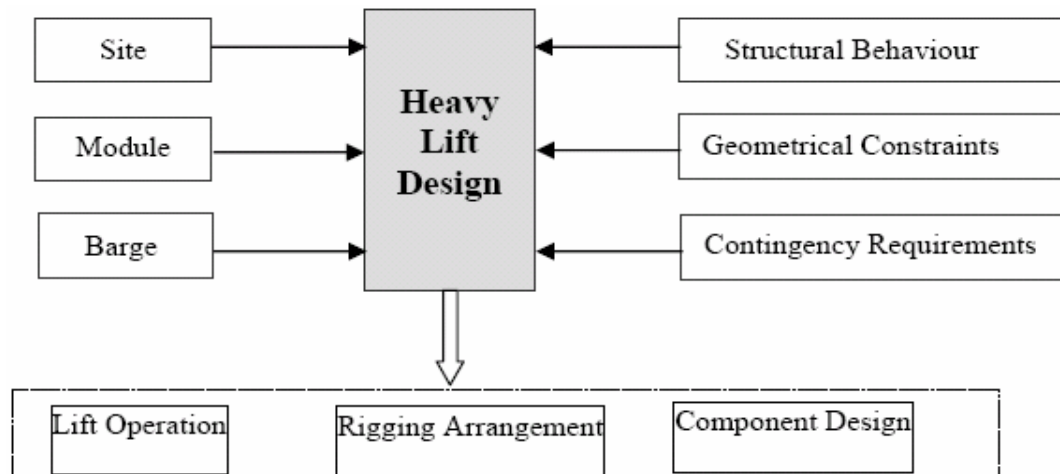 Site
Module
Barge
Heavy
Lift
Design
Structural Behaviour
Geometrical Constraints
Contingency Requirements
Lift Operation
Rigging Arrangement
Component Design